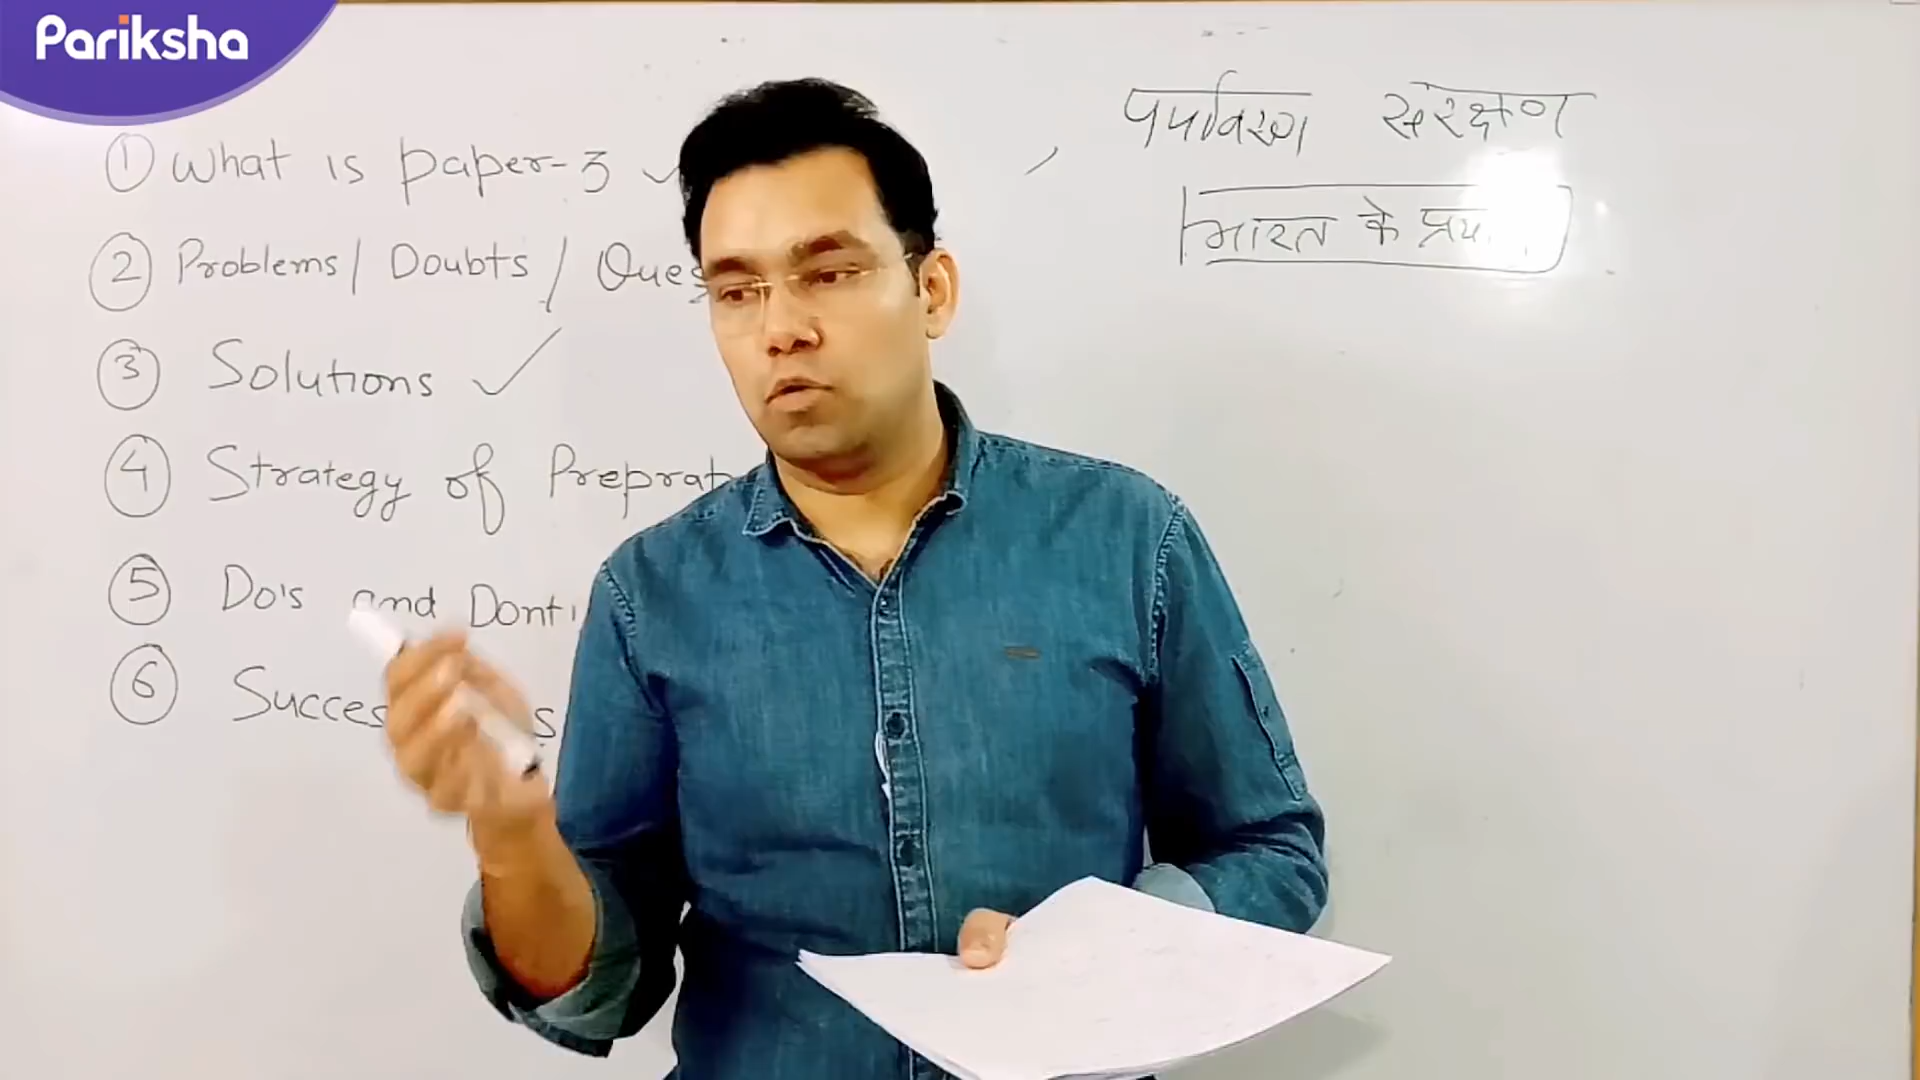 Pariksha
① What is paper-3 ✓
② Problems / Doubts / Ques
③ Solutions ✓
④ Strategy of Preprat
⑤ Do's and Dont
⑥ Succes
पर्यावरण संरक्षण
भारत के